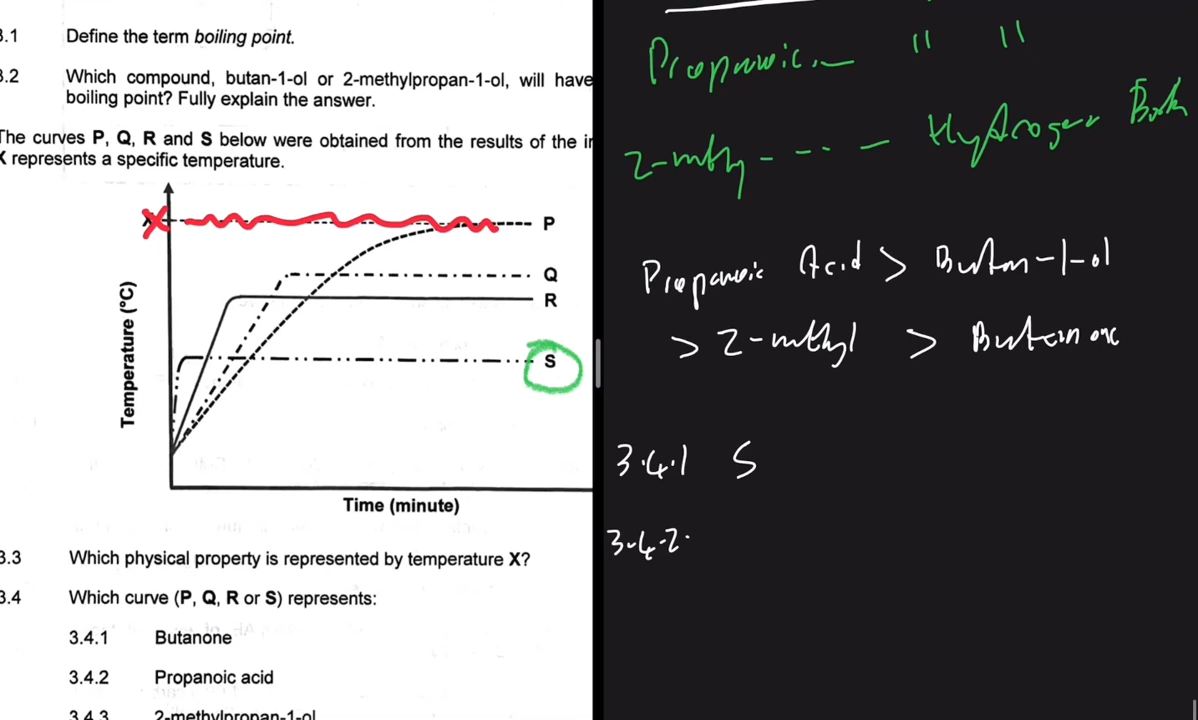 3.1 Define the term boiling point.
3.2 Which compound, butan-1-ol or 2-methylpropan-1-ol, will have
boiling point? Fully explain the answer.
The curves P, Q, R and S below were obtained from the results of the in
X represents a specific temperature.
X
P
Q
R
S
Temperature (°C)
Time (minute)
3.3 Which physical property is represented by temperature X?
3.4 Which curve (P, Q, R or S) represents:
3.4.1 Butanone
3.4.2 Propanoic acid
3.4.3 2-methylpropan-1-ol
Propanoic. — " "
2-mthy - - -- — Hydrogen
Propanoic Acid > Butan-1-ol
> 2-mthyl > Butanone
3.4.1 S
3.4.2.